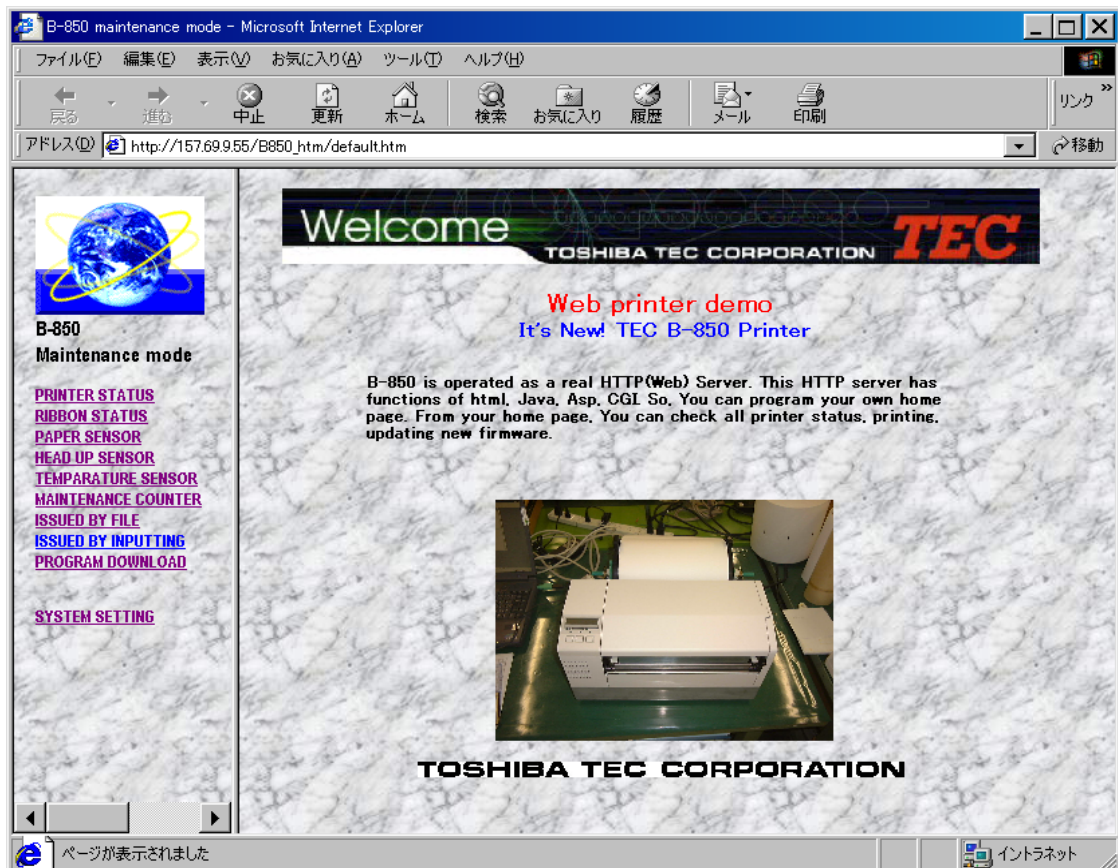 B-850 maintenance mode - Microsoft Internet Explorer
ファイル(F) 編集(E) 表示(V) お気に入り(A) ツール(T) ヘルプ(H)
戻る 進む 中止 更新 ホーム 検索 お気に入り 履歴 メール 印刷 リンク »
アドレス(D) http://157.69.9.55/B850_htm/default.htm 移動
B-850
Maintenance mode
PRINTER STATUS
RIBBON STATUS
PAPER SENSOR
HEAD UP SENSOR
TEMPARATURE SENSOR
MAINTENANCE COUNTER
ISSUED BY FILE
ISSUED BY INPUTTING
PROGRAM DOWNLOAD
SYSTEM SETTING
Welcome
TOSHIBA TEC CORPORATION TEC
Web printer demo
It's New! TEC B-850 Printer
B-850 is operated as a real HTTP(Web) Server. This HTTP server has
functions of html, Java, Asp, CGI. So, You can program your own home
page. From your home page, You can check all printer status, printing,
updating new firmware.
TOSHIBA TEC CORPORATION
ページが表示されました イントラネット